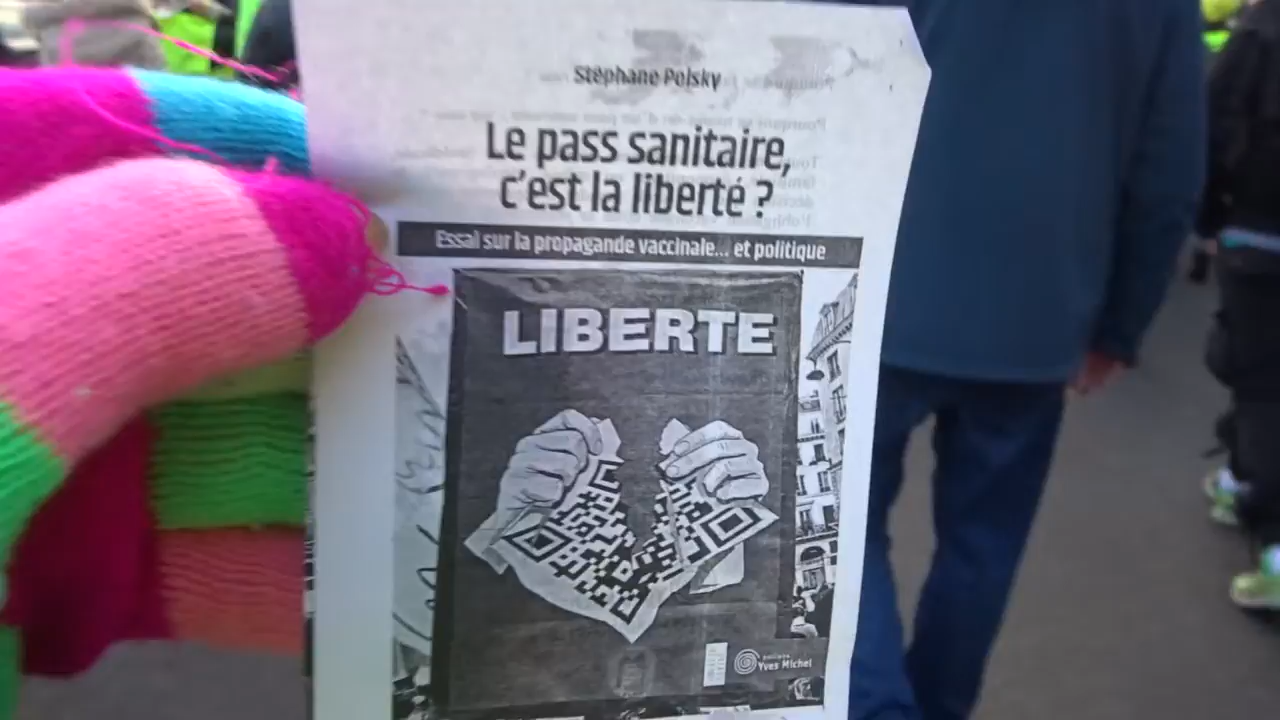 Stéphane Polsky
Le pass sanitaire,
c'est la liberté ?
Essai sur la propagande vaccinale... et politique
LIBERTE
éditions
Yves Michel